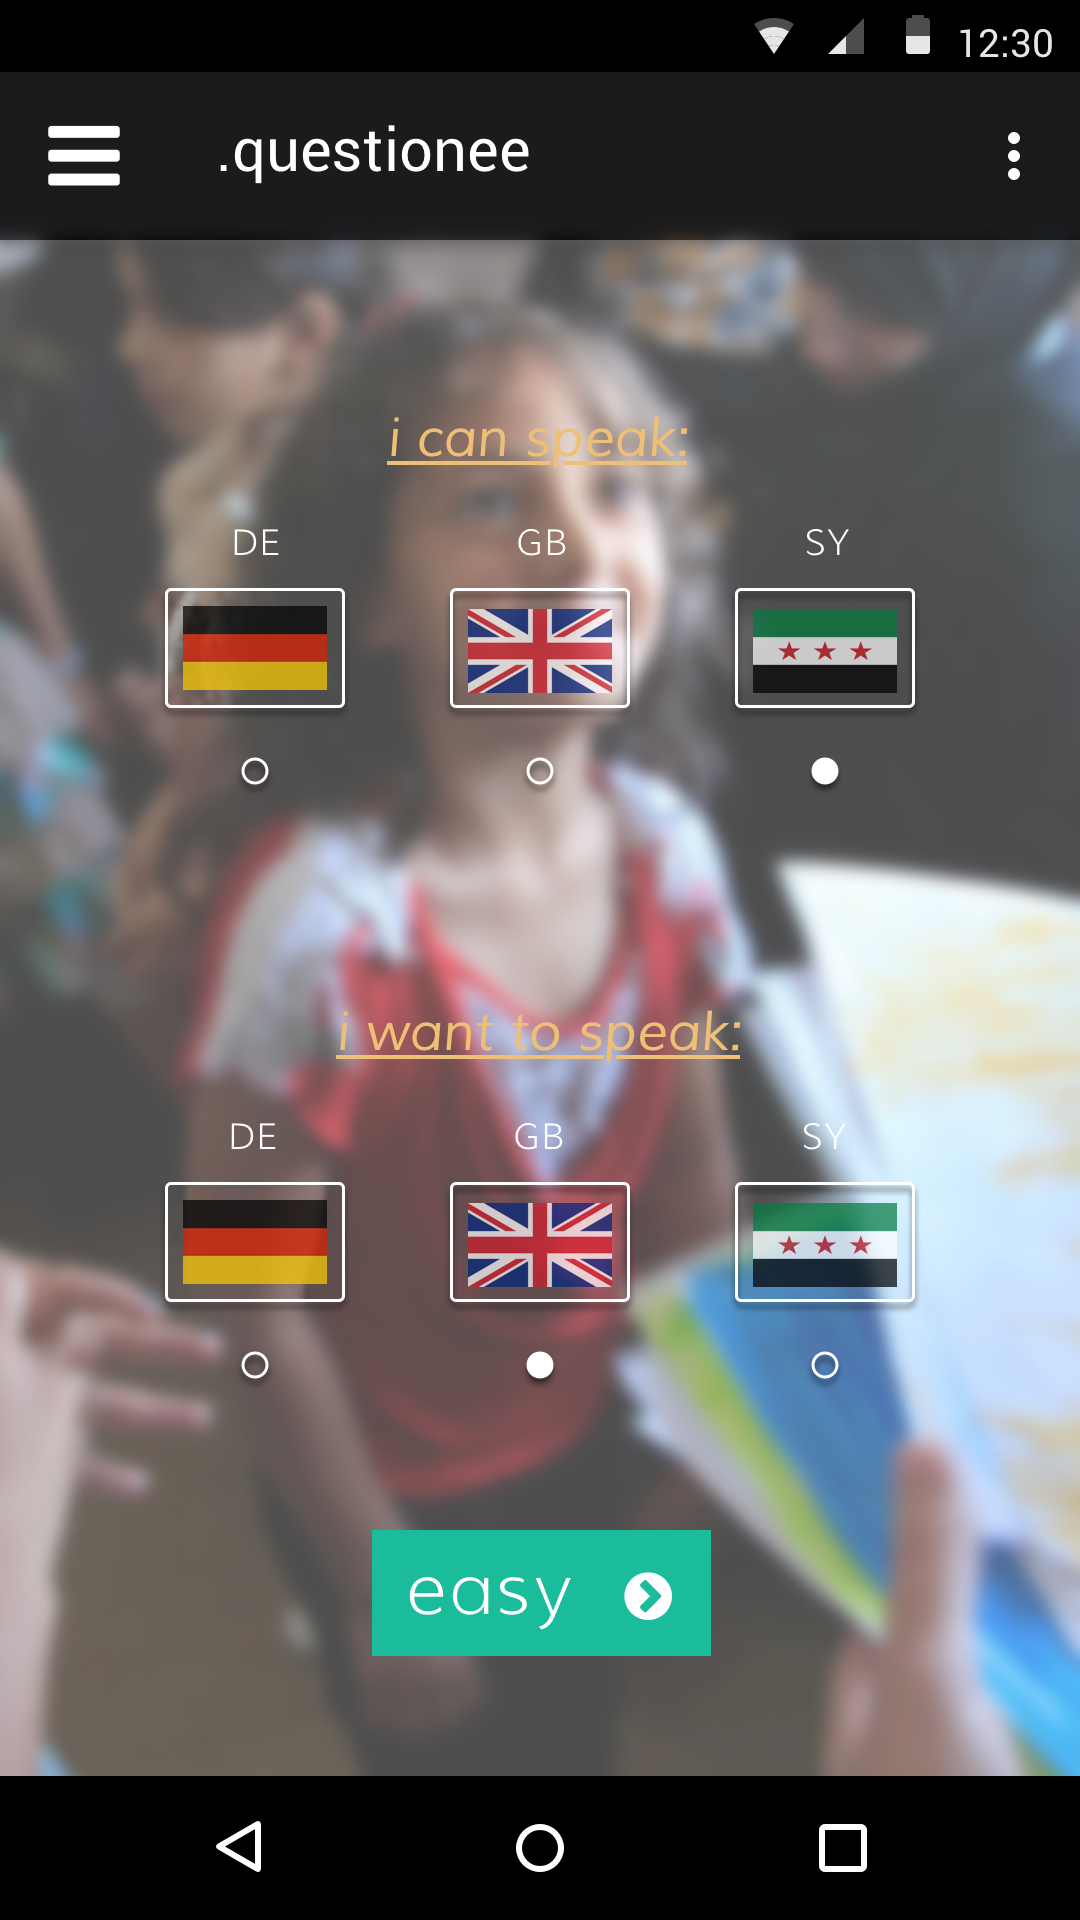 12:30
.questionee
i can speak:
DE GB SY
i want to speak:
DE GB SY
easy